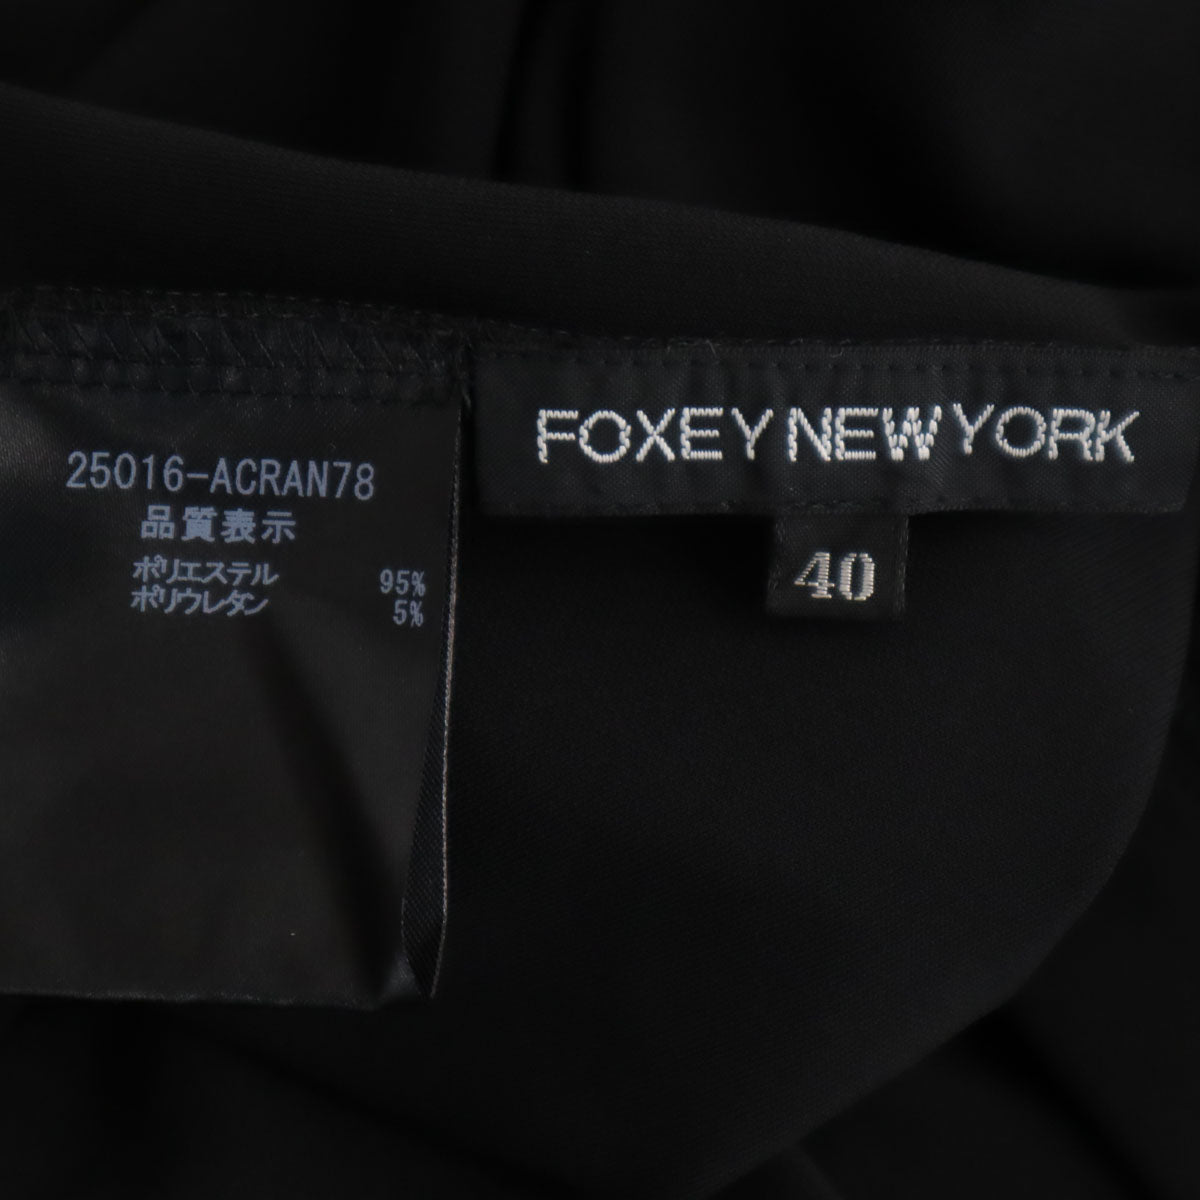 25016-ACRAN78
品質表示
ポリエステル 95%
ポリウレタン 5%
FOXEY NEW YORK
40